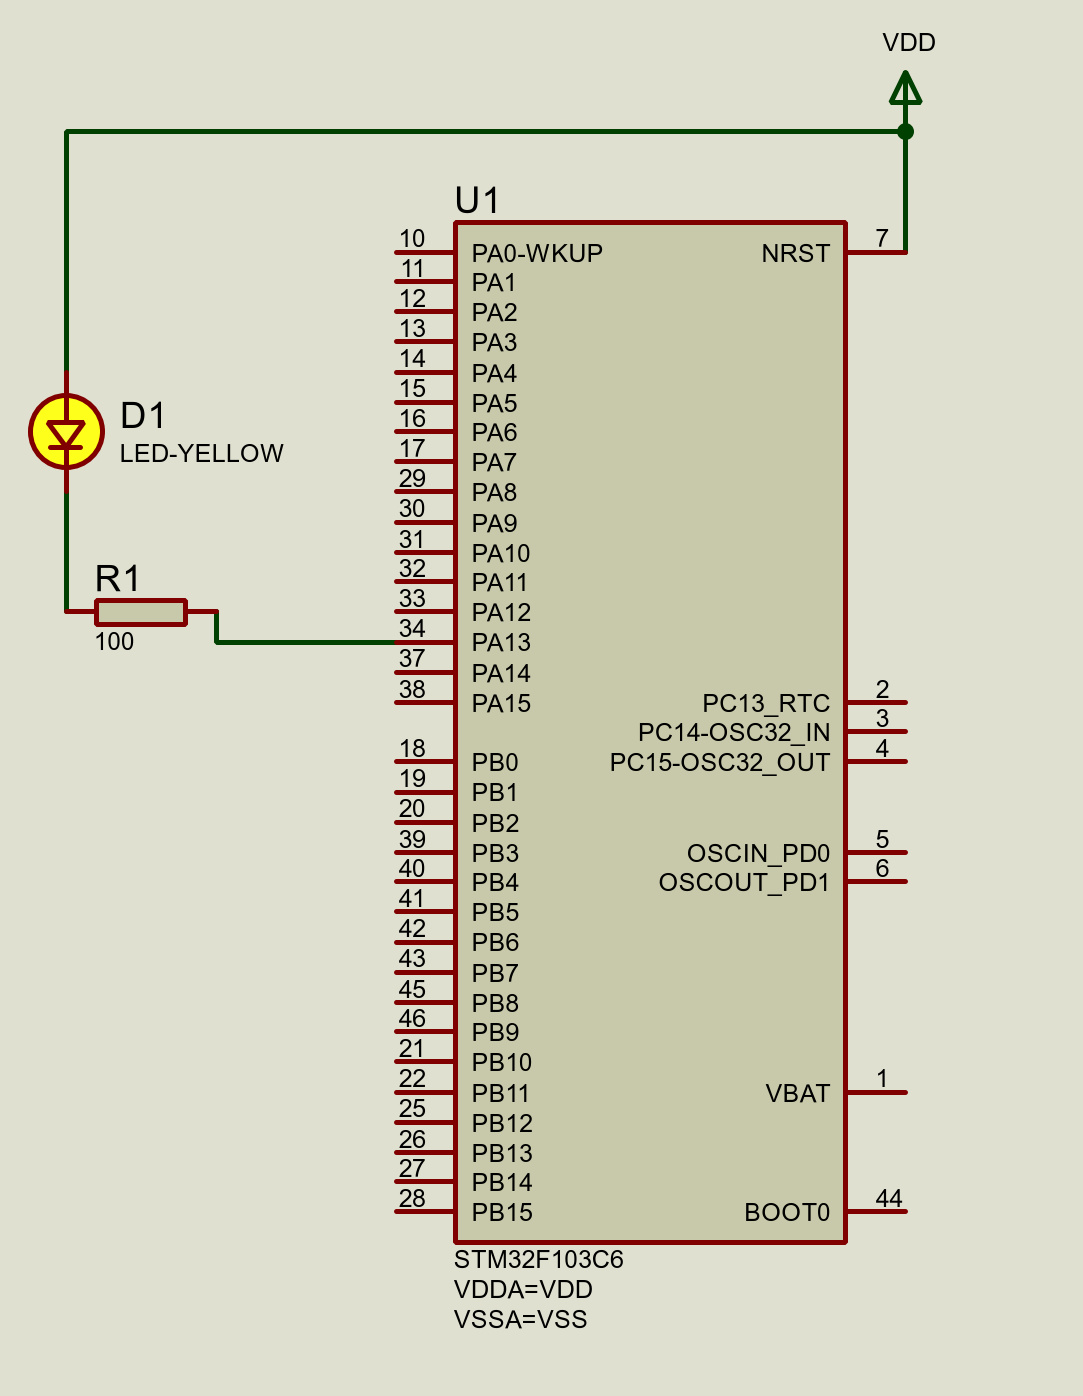 VDD
U1
10 PA0-WKUP NRST 7
11 PA1
12 PA2
13 PA3
14 PA4
15 PA5
16 PA6
17 PA7
29 PA8
30 PA9
31 PA10
32 PA11
33 PA12
34 PA13
37 PA14
38 PA15 PC13_RTC 2
PC14-OSC32_IN 3
18 PB0 PC15-OSC32_OUT 4
19 PB1
20 PB2
39 PB3 OSCIN_PD0 5
40 PB4 OSCOUT_PD1 6
41 PB5
42 PB6
43 PB7
45 PB8
46 PB9
21 PB10
22 PB11 VBAT 1
25 PB12
26 PB13
27 PB14
28 PB15 BOOT0 44
STM32F103C6
VDDA=VDD
VSSA=VSS
D1
LED-YELLOW
R1
100